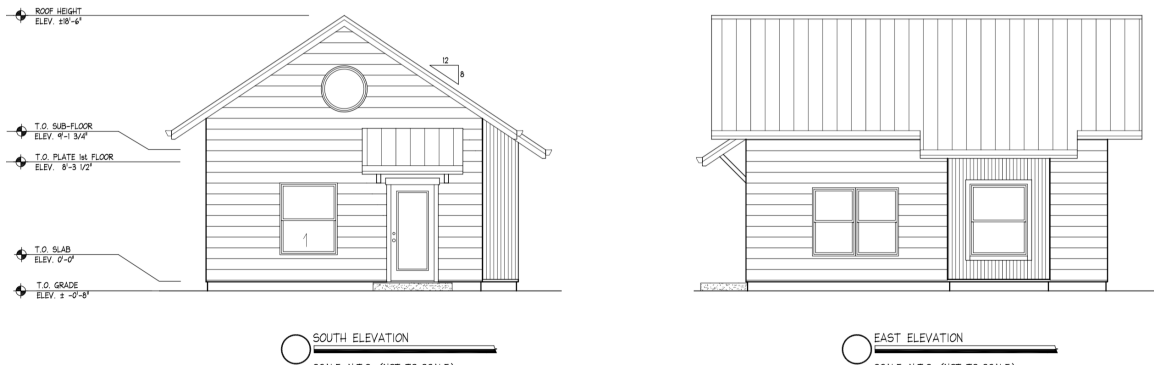 ROOF HEIGHT
ELEV. ±18'-6"
12
8
T.O. SUB-FLOOR
ELEV. 9'-1 3/4"
T.O. PLATE 1st FLOOR
ELEV. 8'-3 1/2"
1
T.O. SLAB
ELEV. 0'-0"
T.O. GRADE
ELEV. ± -0'-8"
SOUTH ELEVATION
EAST ELEVATION